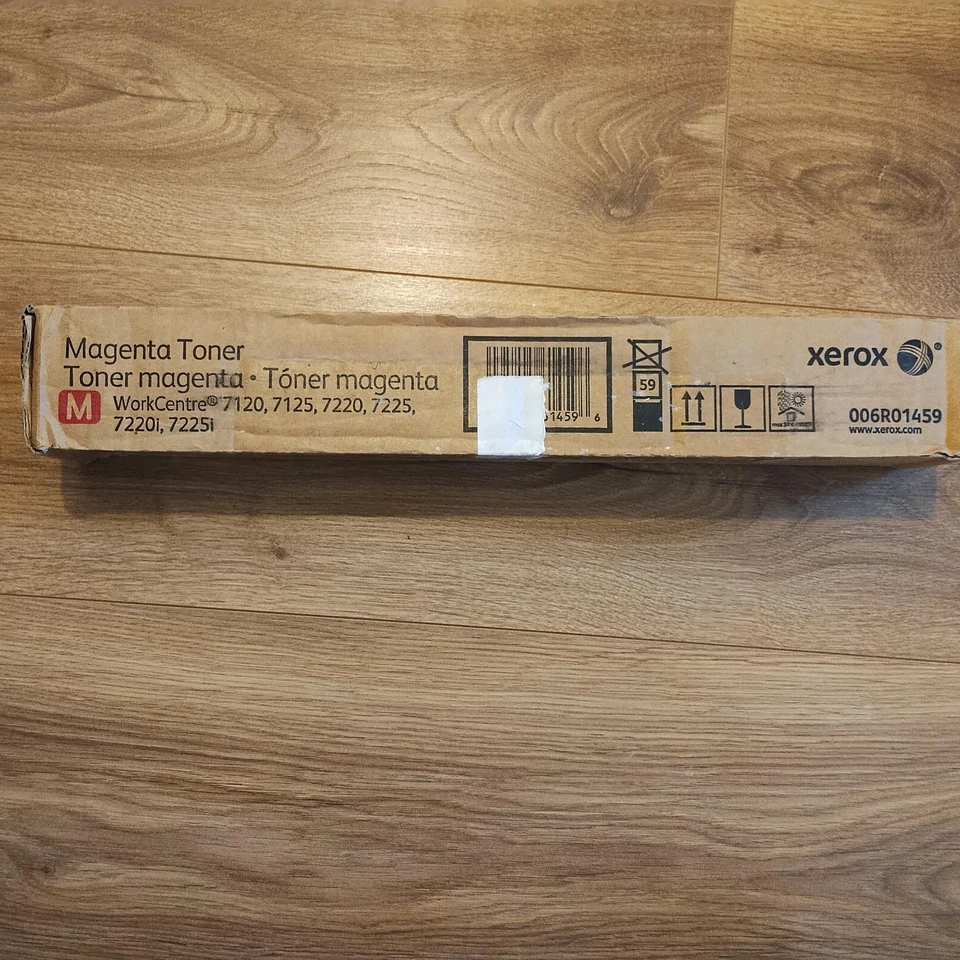 Magenta Toner
Toner magenta • Tóner magenta
M
WorkCentre® 7120, 7125, 7220, 7225,
7220i, 7225i
1459 6
59
xerox ®
006R01459
www.xerox.com